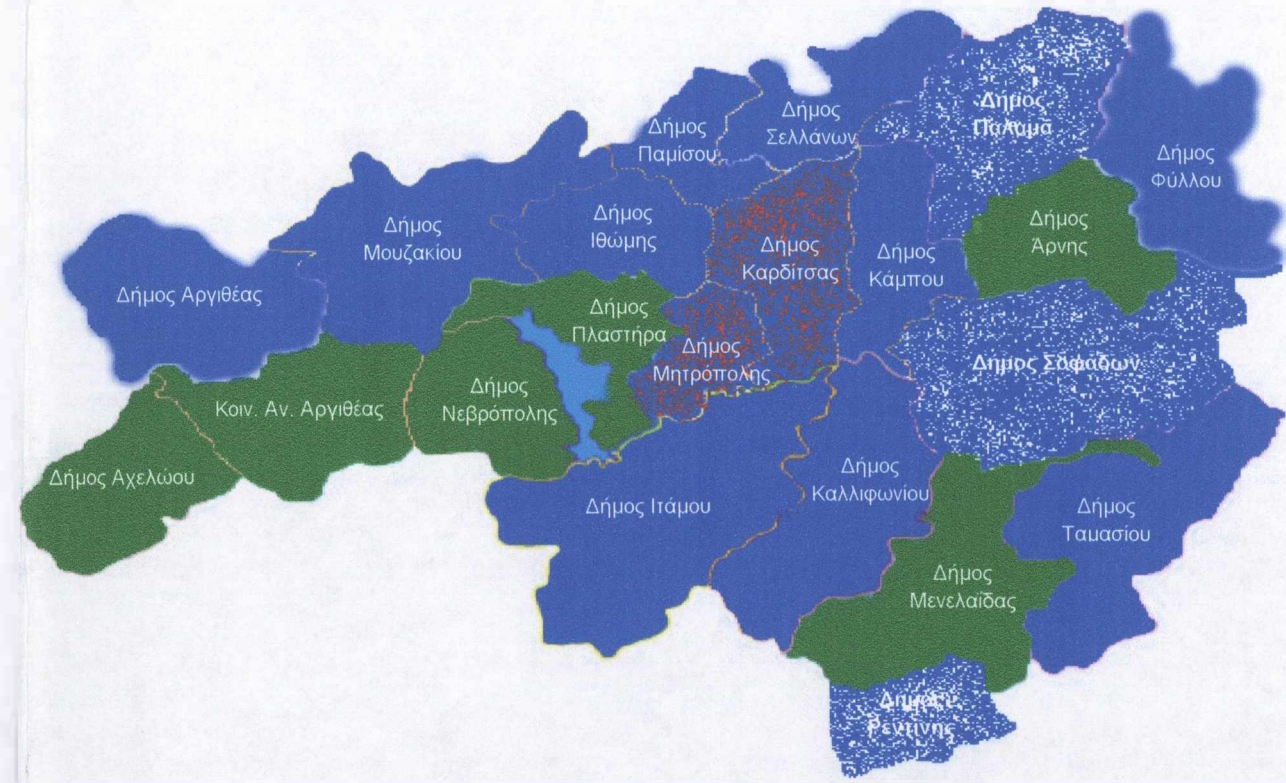 Δήμος
Παλαμά
Δήμος
Σελλάνων
Δήμος
Παμίσου
Δήμος
Φύλλου
Δήμος
Ιθώμης
Δήμος
Άρνης
Δήμος
Μουζακίου
Δήμος
Καρδίτσας
Δήμος
Κάμπου
Δήμος Αργιθέας
Δήμος
Πλαστήρα
Δήμος
Μητρόπολης
Δήμος Σοφάδων
Δήμος
Νεβρόπολης
Κοιν. Αν. Αργιθέας
Δήμος Αχελώου
Δήμος
Καλλιφωνίου
Δήμος Ιτάμου
Δήμος
Ταμασίου
Δήμος
Μενελαΐδας
Δήμος
Ρεντίνης